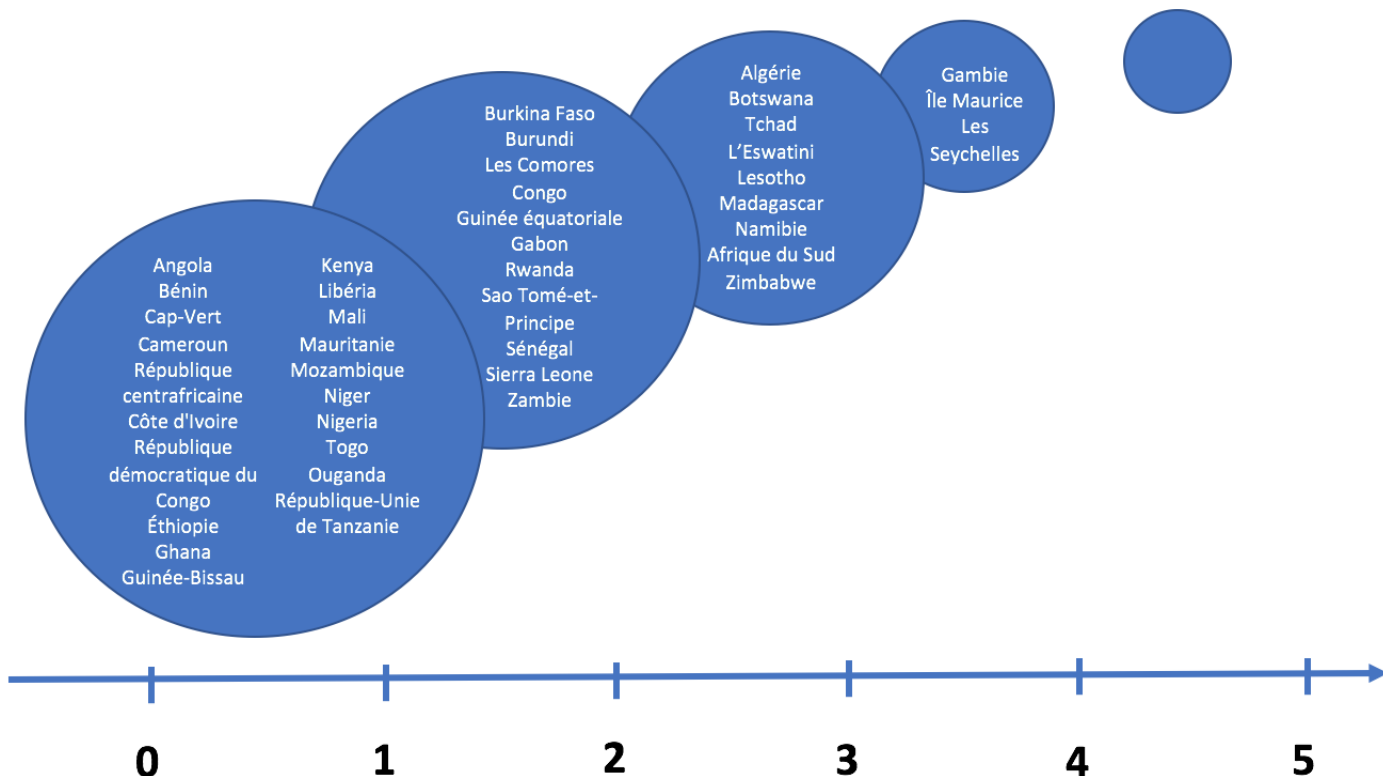 Angola
Bénin
Cap-Vert
Cameroun
République
centrafricaine
Côte d'Ivoire
République
démocratique du
Congo
Éthiopie
Ghana
Guinée-Bissau
Kenya
Libéria
Mali
Mauritanie
Mozambique
Niger
Nigeria
Togo
Ouganda
République-Unie
de Tanzanie
Burkina Faso
Burundi
Les Comores
Congo
Guinée équatoriale
Gabon
Rwanda
Sao Tomé-et-
Principe
Sénégal
Sierra Leone
Zambie
Algérie
Botswana
Tchad
L’Eswatini
Lesotho
Madagascar
Namibie
Afrique du Sud
Zimbabwe
Gambie
Île Maurice
Les
Seychelles
0 1 2 3 4 5